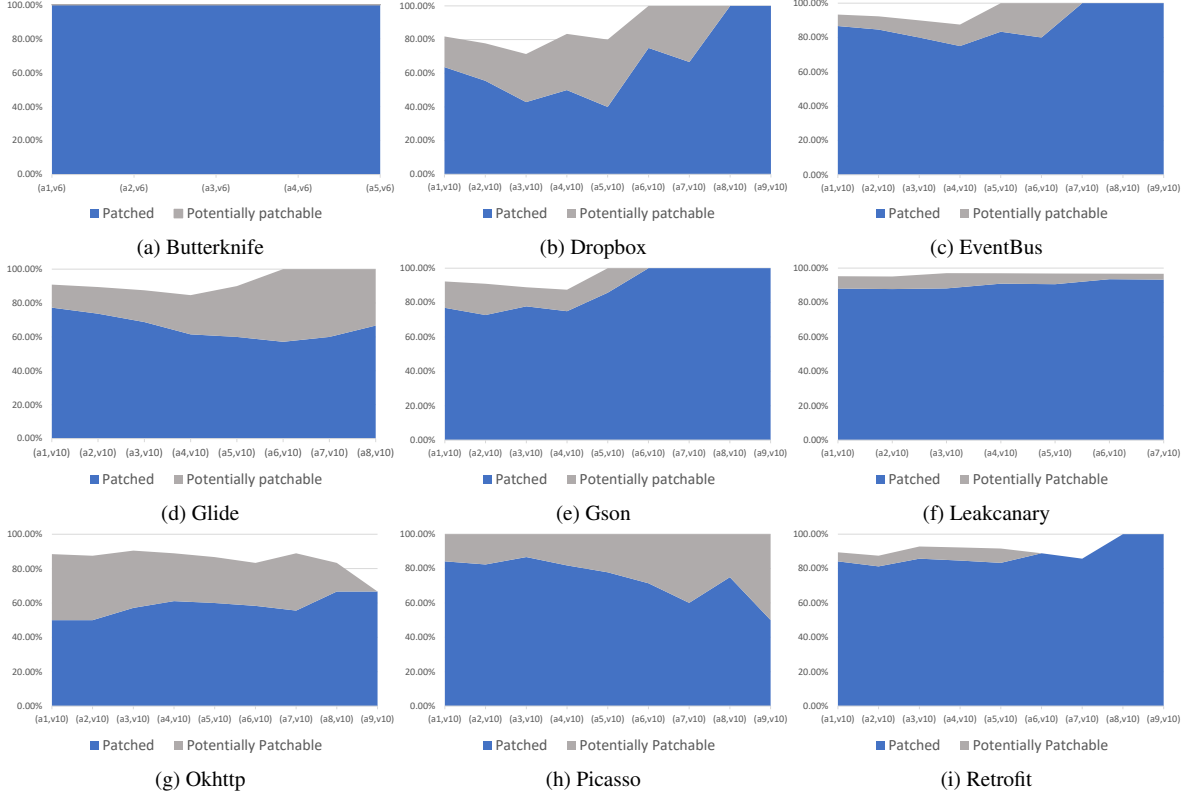 100.00%
80.00%
60.00%
40.00%
20.00%
0.00%
(a1,v6) (a2,v6) (a3,v6) (a4,v6) (a5,v6)
Patched Potentially patchable
(a) Butterknife
100.00%
80.00%
60.00%
40.00%
20.00%
0.00%
(a1,v10) (a2,v10) (a3,v10) (a4,v10) (a5,v10) (a6,v10) (a7,v10) (a8,v10) (a9,v10)
Patched Potentially patchable
(b) Dropbox
100.00%
80.00%
60.00%
40.00%
20.00%
0.00%
(a1,v10) (a2,v10) (a3,v10) (a4,v10) (a5,v10) (a6,v10) (a7,v10) (a8,v10) (a9,v10)
Patched Potentially patchable
(c) EventBus
100.00%
80.00%
60.00%
40.00%
20.00%
0.00%
(a1,v10) (a2,v10) (a3,v10) (a4,v10) (a5,v10) (a6,v10) (a7,v10) (a8,v10)
Patched Potentially patchable
(d) Glide
100.00%
80.00%
60.00%
40.00%
20.00%
0.00%
(a1,v10) (a2,v10) (a3,v10) (a4,v10) (a5,v10) (a6,v10) (a7,v10) (a8,v10) (a9,v10)
Patched Potentially patchable
(e) Gson
100.00%
80.00%
60.00%
40.00%
20.00%
0.00%
(a1,v10) (a2,v10) (a3,v10) (a4,v10) (a5,v10) (a6,v10) (a7,v10)
Patched Potentially Patchable
(f) Leakcanary
100.00%
80.00%
60.00%
40.00%
20.00%
0.00%
(a1,v10) (a2,v10) (a3,v10) (a4,v10) (a5,v10) (a6,v10) (a7,v10) (a8,v10) (a9,v10)
Patched Potentially Patchable
(g) Okhttp
100.00%
80.00%
60.00%
40.00%
20.00%
0.00%
(a1,v10) (a2,v10) (a3,v10) (a4,v10) (a5,v10) (a6,v10) (a7,v10) (a8,v10) (a9,v10)
Patched Potentially Patchable
(h) Picasso
100.00%
80.00%
60.00%
40.00%
20.00%
0.00%
(a1,v10) (a2,v10) (a3,v10) (a4,v10) (a5,v10) (a6,v10) (a7,v10) (a8,v10) (a9,v10)
Patched Potentially Patchable
(i) Retrofit